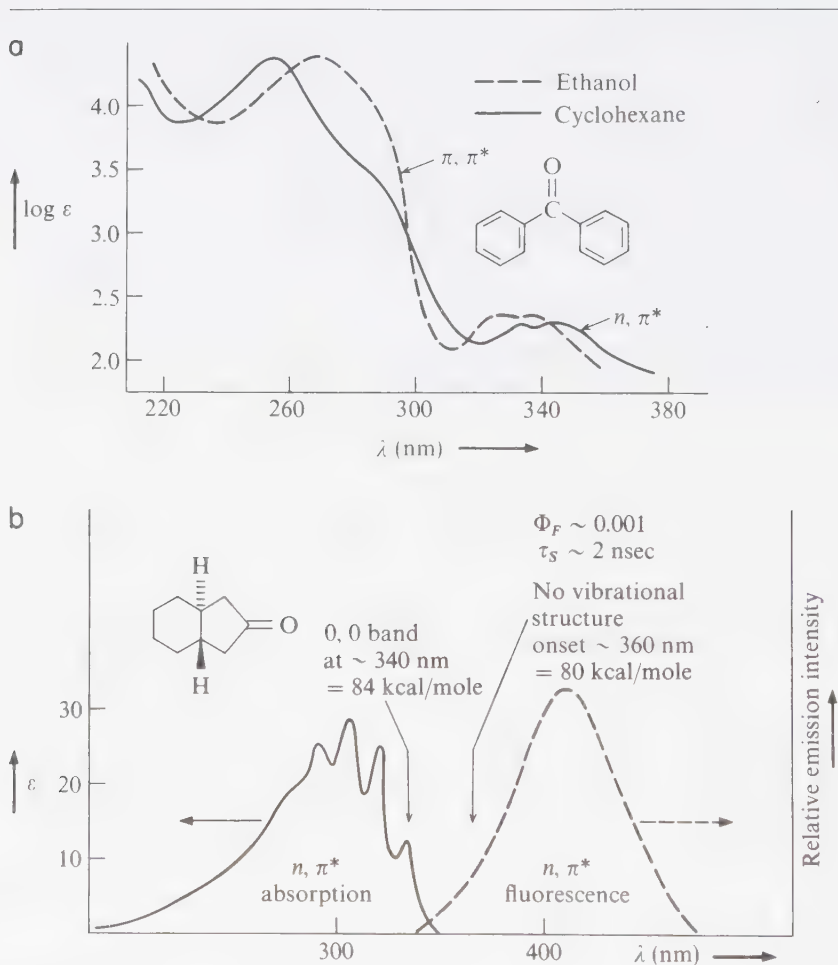 a
4.0
3.5
log ε
3.0
2.5
2.0
220
260
300
340
380
λ (nm)
Ethanol
Cyclohexane
π, π*
O
C
n, π*
b
H
O
H
0, 0 band
at ~ 340 nm
= 84 kcal/mole
Φ_F ~ 0.001
τ_S ~ 2 nsec
No vibrational
structure
onset ~ 360 nm
= 80 kcal/mole
30
ε
20
10
n, π*
absorption
n, π*
fluorescence
Relative emission intensity
300
400
λ (nm)